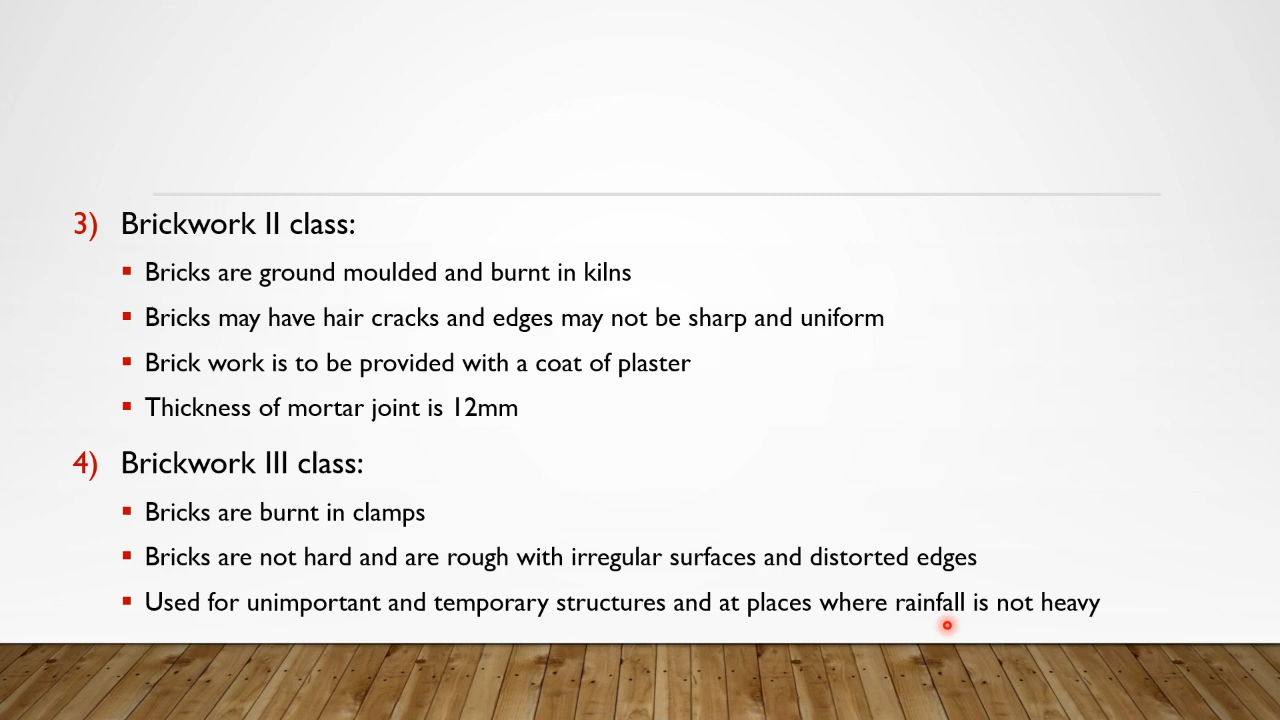 3) Brickwork II class:
▪ Bricks are ground moulded and burnt in kilns
▪ Bricks may have hair cracks and edges may not be sharp and uniform
▪ Brick work is to be provided with a coat of plaster
▪ Thickness of mortar joint is 12mm
4) Brickwork III class:
▪ Bricks are burnt in clamps
▪ Bricks are not hard and are rough with irregular surfaces and distorted edges
▪ Used for unimportant and temporary structures and at places where rainfall is not heavy